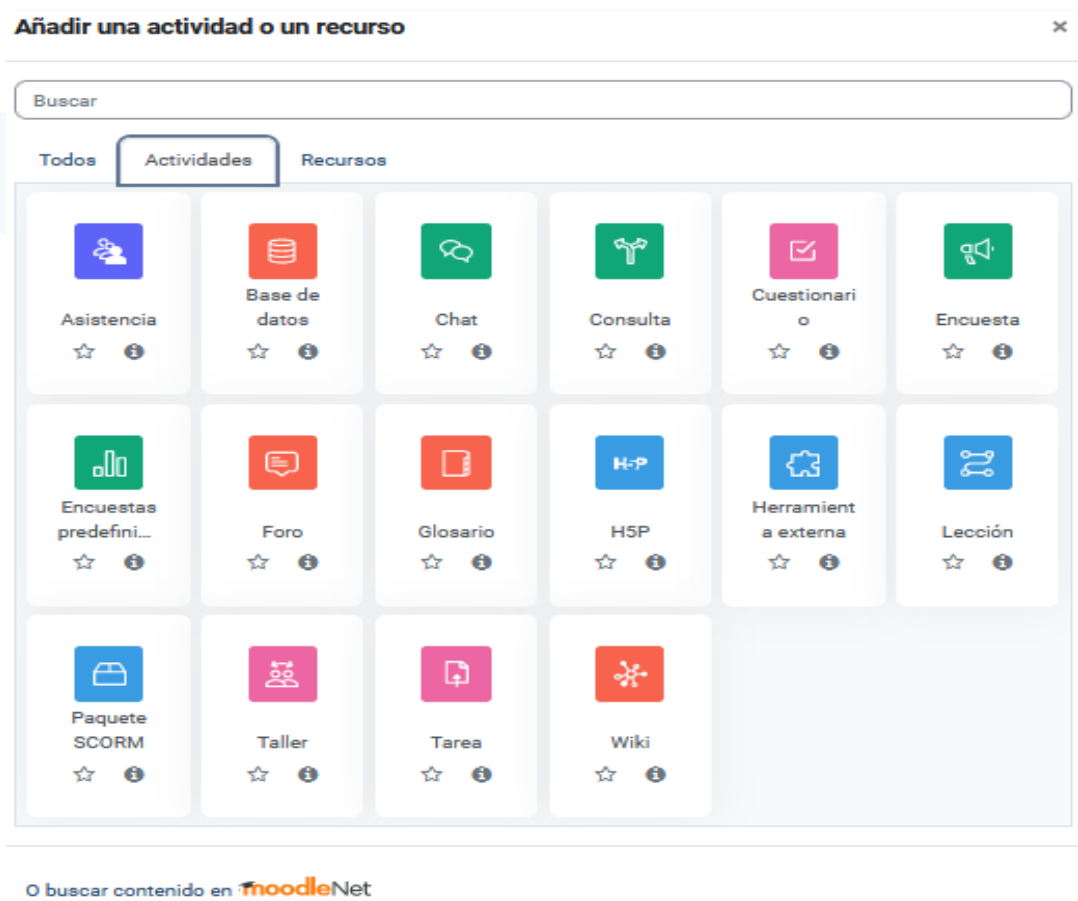 Añadir una actividad o un recurso
×
Buscar
Todos
Actividades
Recursos
Asistencia
Base de
datos
Chat
Consulta
Cuestionari
o
Encuesta
Encuestas
predefini...
Foro
Glosario
H-P
H5P
Herramient
a externa
Lección
Paquete
SCORM
Taller
Tarea
Wiki
O buscar contenido en moodleNet